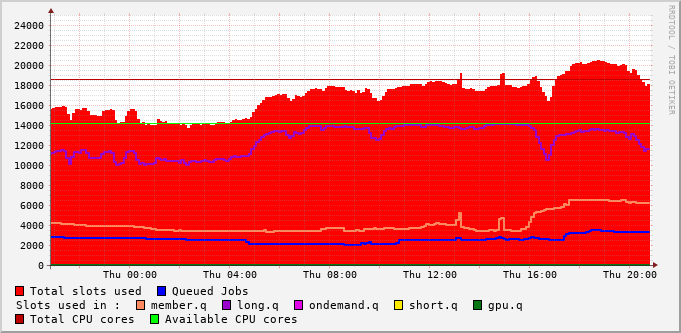 RRDTOOL / TOBI OETIKER
24000
22000
20000
18000
16000
14000
12000
10000
8000
6000
4000
2000
0
Thu 00:00 Thu 04:00 Thu 08:00 Thu 12:00 Thu 16:00 Thu 20:00
Total slots used Queued Jobs
Slots used in : member.q long.q ondemand.q short.q gpu.q
Total CPU cores Available CPU cores